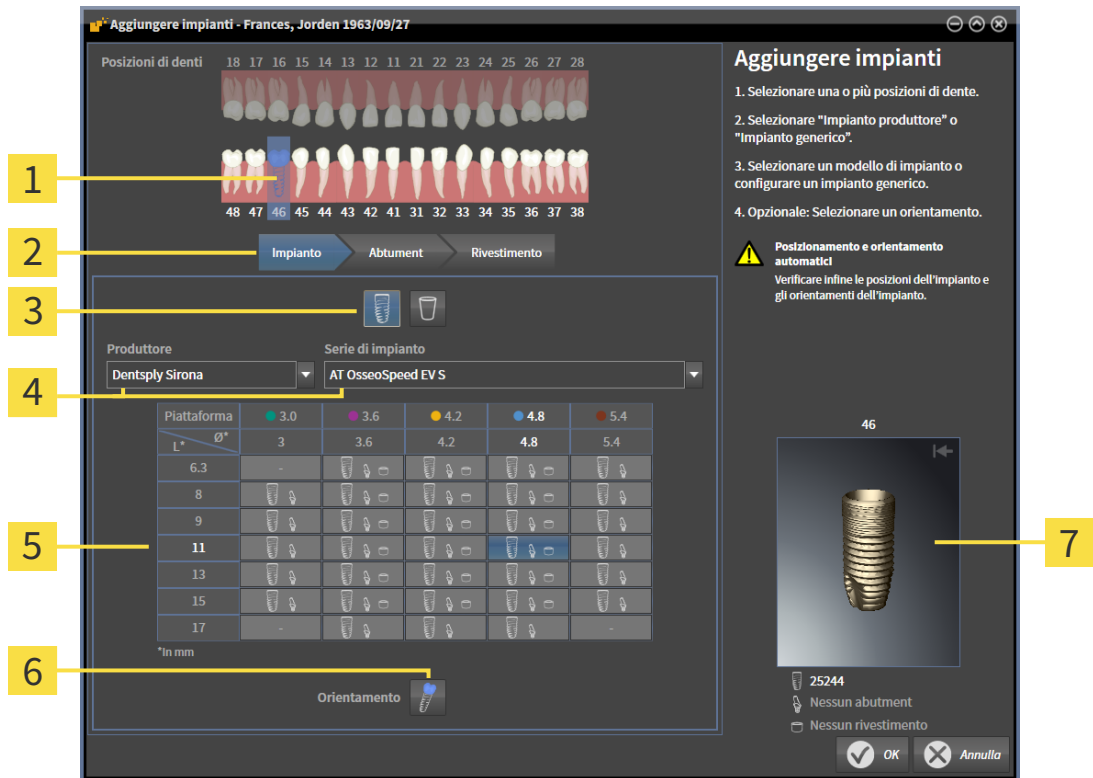 Aggiungere impianti - Frances, Jorden 1963/09/27
Posizioni di denti
18 17 16 15 14 13 12 11 21 22 23 24 25 26 27 28
48 47 46 45 44 43 42 41 31 32 33 34 35 36 37 38
1
2
3
4
5
6
7
Impianto Abtument Rivestimento
Produttore Serie di impianto
Dentsply Sirona AT OsseoSpeed EV S
Piattaforma 3.0 3.6 4.2 4.8 5.4
L* Ø* 3 3.6 4.2 4.8 5.4
6.3 -
8
9
11
13
15
17 - -
*In mm
Orientamento
Aggiungere impianti
1. Selezionare una o più posizioni di dente.
2. Selezionare "Impianto produttore" o
"Impianto generico".
3. Selezionare un modello di impianto o
configurare un impianto generico.
4. Opzionale: Selezionare un orientamento.
Posizionamento e orientamento
automatici
Verificare infine le posizioni dell'impianto e
gli orientamenti dell'impianto.
46
25244
Nessun abutment
Nessun rivestimento
OK Annulla